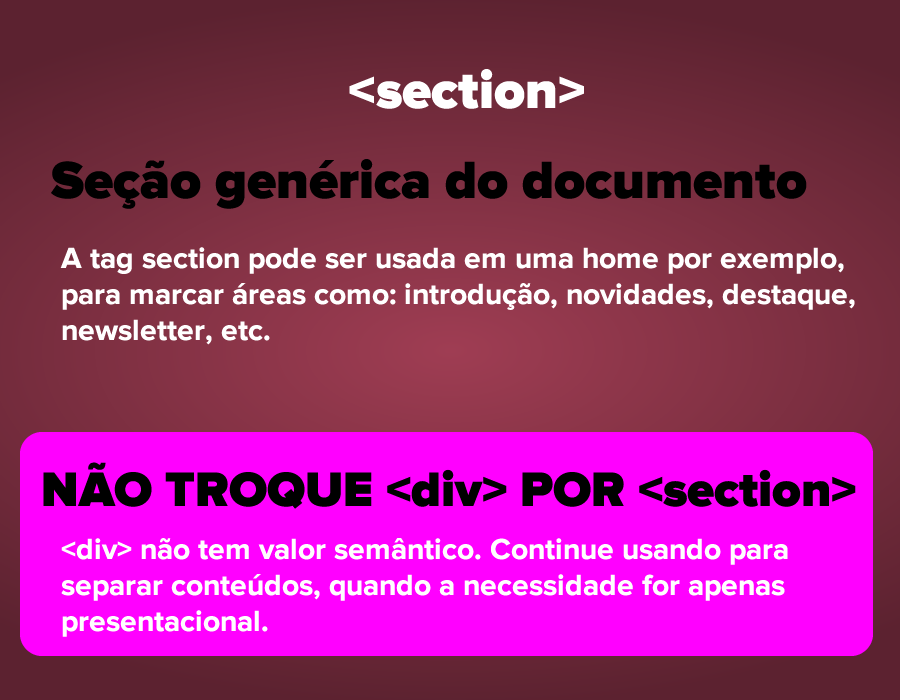 <section>
Seção genérica do documento
A tag section pode ser usada em uma home por exemplo,
para marcar áreas como: introdução, novidades, destaque,
newsletter, etc.
NÃO TROQUE <div> POR <section>
<div> não tem valor semântico. Continue usando para
separar conteúdos, quando a necessidade for apenas
presentacional.